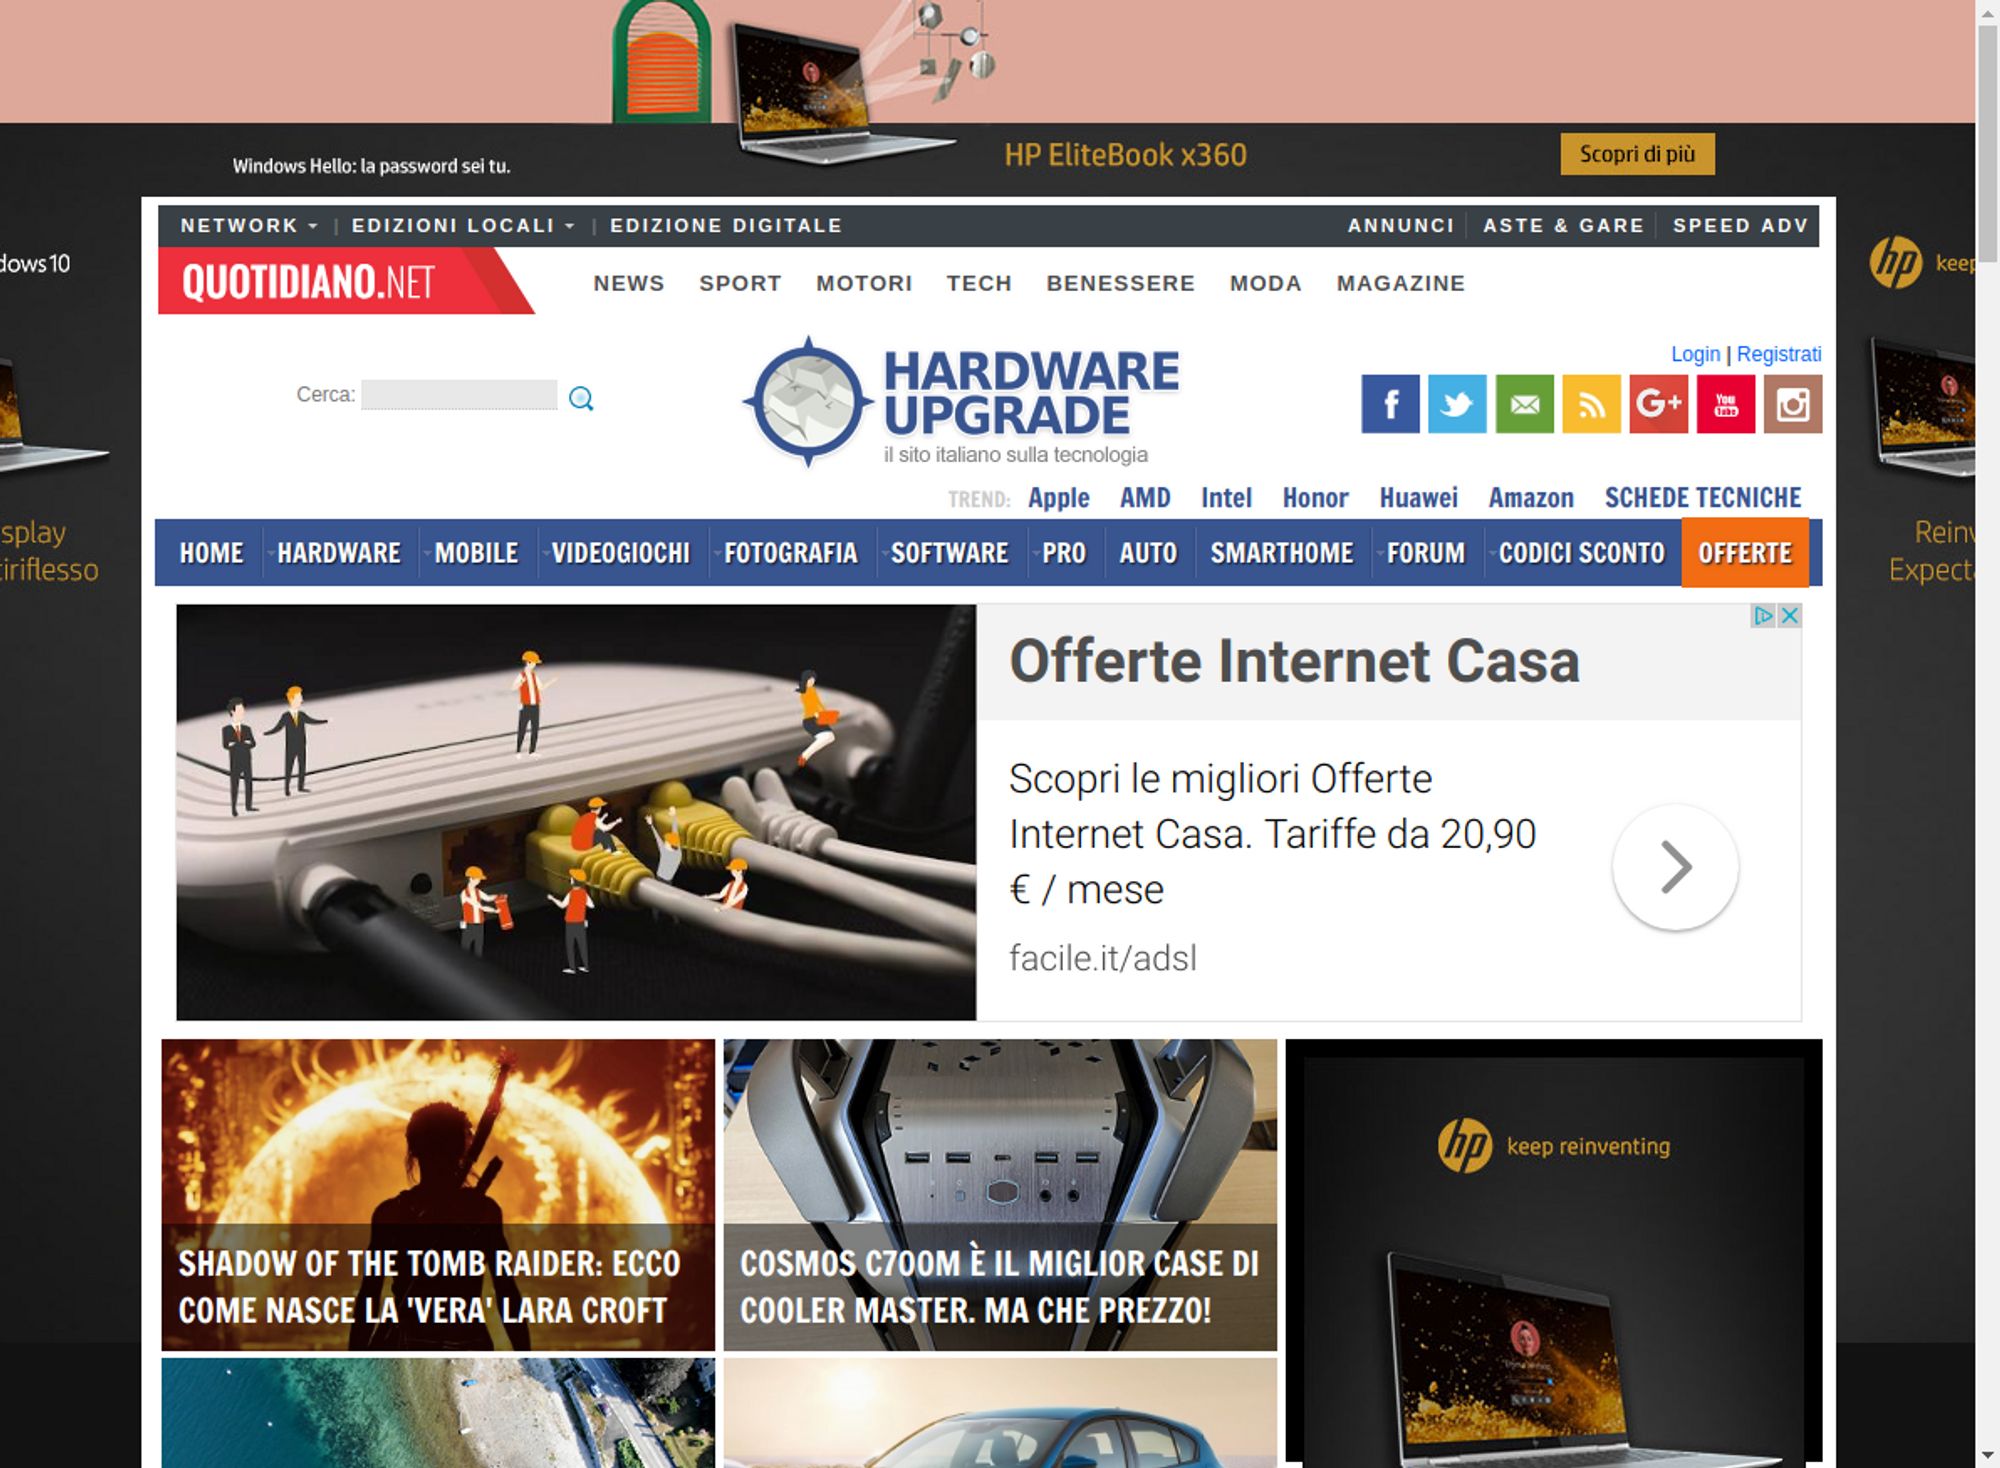 Windows Hello: la password sei tu.
HP EliteBook x360
Scopri di più
NETWORK | EDIZIONI LOCALI | EDIZIONE DIGITALE
ANNUNCI ASTE & GARE SPEED ADV
dows 10
hp keep
QUOTIDIANO.NET
NEWS SPORT MOTORI TECH BENESSERE MODA MAGAZINE
Login | Registrati
Cerca:
HARDWARE
UPGRADE
il sito italiano sulla tecnologia
f G+ You Tube
TREND: Apple AMD Intel Honor Huawei Amazon SCHEDE TECNICHE
HOME HARDWARE MOBILE VIDEOGIOCHI FOTOGRAFIA SOFTWARE PRO AUTO SMARTHOME FORUM CODICI SCONTO OFFERTE
splay
tiriflesso
Reinv
Expecta
Offerte Internet Casa
Scopri le migliori Offerte
Internet Casa. Tariffe da 20,90
€ / mese
facile.it/adsl
hp keep reinventing
SHADOW OF THE TOMB RAIDER: ECCO
COME NASCE LA 'VERA' LARA CROFT
COSMOS C700M È IL MIGLIOR CASE DI
COOLER MASTER. MA CHE PREZZO!